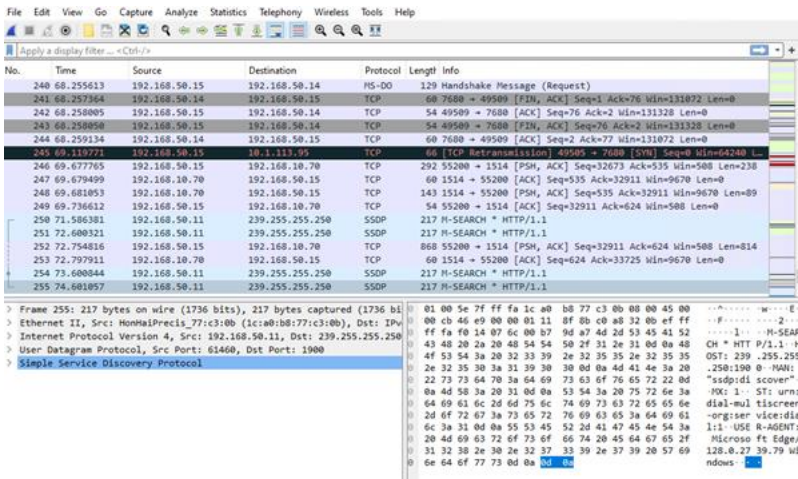 File Edit View Go Capture Analyze Statistics Telephony Wireless Tools Help
Apply a display filter ... <Ctrl-/>
No. Time Source Destination Protocol Length Info
240 68.255613 192.168.50.15 192.168.50.14 MS-DO 129 Handshake Message (Request)
241 68.257364 192.168.50.14 192.168.50.15 TCP 60 7680 → 49509 [FIN, ACK] Seq=1 Ack=76 Win=131072 Len=0
242 68.258005 192.168.50.15 192.168.50.14 TCP 54 49509 → 7680 [ACK] Seq=76 Ack=2 Win=131328 Len=0
243 68.258050 192.168.50.15 192.168.50.14 TCP 54 49509 → 7680 [FIN, ACK] Seq=76 Ack=2 Win=131328 Len=0
244 68.259134 192.168.50.14 192.168.50.15 TCP 60 7680 → 49509 [ACK] Seq=2 Ack=77 Win=131072 Len=0
245 69.119771 192.168.50.15 10.1.113.95 TCP 66 [TCP Retransmission] 49505 → 7680 [SYN] Seq=0 Win=64240 L...
246 69.677765 192.168.50.15 192.168.10.70 TCP 292 55200 → 1514 [PSH, ACK] Seq=32673 Ack=535 Win=508 Len=238
247 69.679499 192.168.10.70 192.168.50.15 TCP 60 1514 → 55200 [ACK] Seq=535 Ack=32911 Win=9670 Len=0
248 69.681053 192.168.10.70 192.168.50.15 TCP 143 1514 → 55200 [PSH, ACK] Seq=535 Ack=32911 Win=9670 Len=89
249 69.736612 192.168.50.15 192.168.10.70 TCP 54 55200 → 1514 [ACK] Seq=32911 Ack=624 Win=508 Len=0
250 71.586381 192.168.50.11 239.255.255.250 SSDP 217 M-SEARCH * HTTP/1.1
251 72.600321 192.168.50.11 239.255.255.250 SSDP 217 M-SEARCH * HTTP/1.1
252 72.754816 192.168.50.15 192.168.10.70 TCP 868 55200 → 1514 [PSH, ACK] Seq=32911 Ack=624 Win=508 Len=814
253 72.797911 192.168.10.70 192.168.50.15 TCP 60 1514 → 55200 [ACK] Seq=624 Ack=33725 Win=9670 Len=0
254 73.600844 192.168.50.11 239.255.255.250 SSDP 217 M-SEARCH * HTTP/1.1
255 74.601057 192.168.50.11 239.255.255.250 SSDP 217 M-SEARCH * HTTP/1.1
Frame 255: 217 bytes on wire (1736 bits), 217 bytes captured (1736 bi
Ethernet II, Src: HonHaiPrecis_77:c3:0b (1c:a0:b8:77:c3:0b), Dst: IPv
Internet Protocol Version 4, Src: 192.168.50.11, Dst: 239.255.255.250
User Datagram Protocol, Src Port: 61460, Dst Port: 1900
Simple Service Discovery Protocol
01 00 5e 7f ff fa 1c a0 b8 77 c3 0b 08 00 45 00 ··^····· ·w····E·
00 cb 46 e9 00 00 01 11 8f 8b c0 a8 32 0b ef ff ··F····· ····2···
ff fa f0 14 07 6c 00 b7 9d a7 4d 2d 53 45 41 52 ·····l·· ··M-SEAR
43 48 20 2a 20 48 54 54 50 2f 31 2e 31 0d 0a 48 CH * HTT P/1.1··H
4f 53 54 3a 20 32 33 39 2e 32 35 35 2e 32 35 35 OST: 239 .255.255
2e 32 35 30 3a 31 39 30 30 0d 0a 4d 41 4e 3a 20 .250:190 0··MAN:
22 73 73 64 70 3a 64 69 73 63 6f 76 65 72 22 0d "ssdp:di scover"·
0a 4d 58 3a 20 31 0d 0a 53 54 3a 20 75 72 6e 3a ·MX: 1·· ST: urn:
64 69 61 6c 2d 6d 75 6c 74 69 73 63 72 65 65 6e dial-mul tiscreen
2d 6f 72 67 3a 73 65 72 76 69 63 65 3a 64 69 61 -org:ser vice:dia
6c 3a 31 0d 0a 55 53 45 52 2d 41 47 45 4e 54 3a l:1··USE R-AGENT:
20 4d 69 63 72 6f 73 6f 66 74 20 45 64 67 65 2f Microso ft Edge/
31 32 38 2e 30 2e 32 37 33 39 2e 37 39 20 57 69 128.0.27 39.79 Wi
6e 64 6f 77 73 0d 0a 0d 0a ndows·· ··